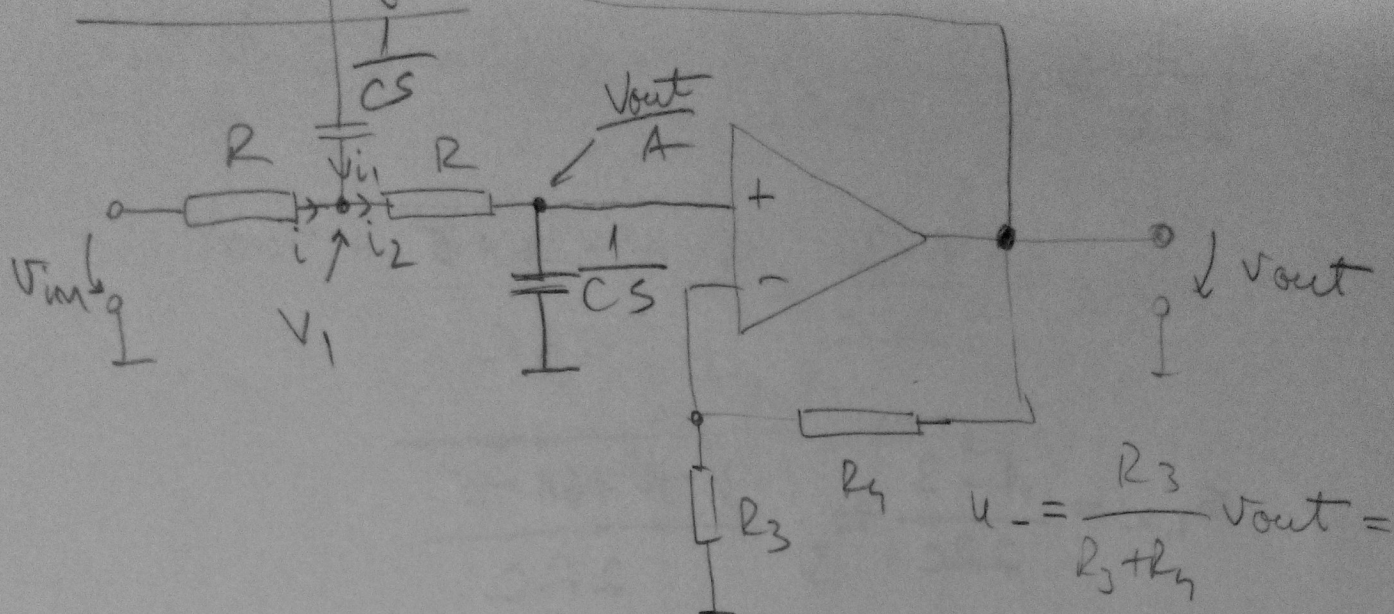 1
CS
Vout
A
R
i1
R
+
i
i2
Vin
V1
1
CS
-
Vout
R4
R3
u- = R3 Vout =
R3+R4